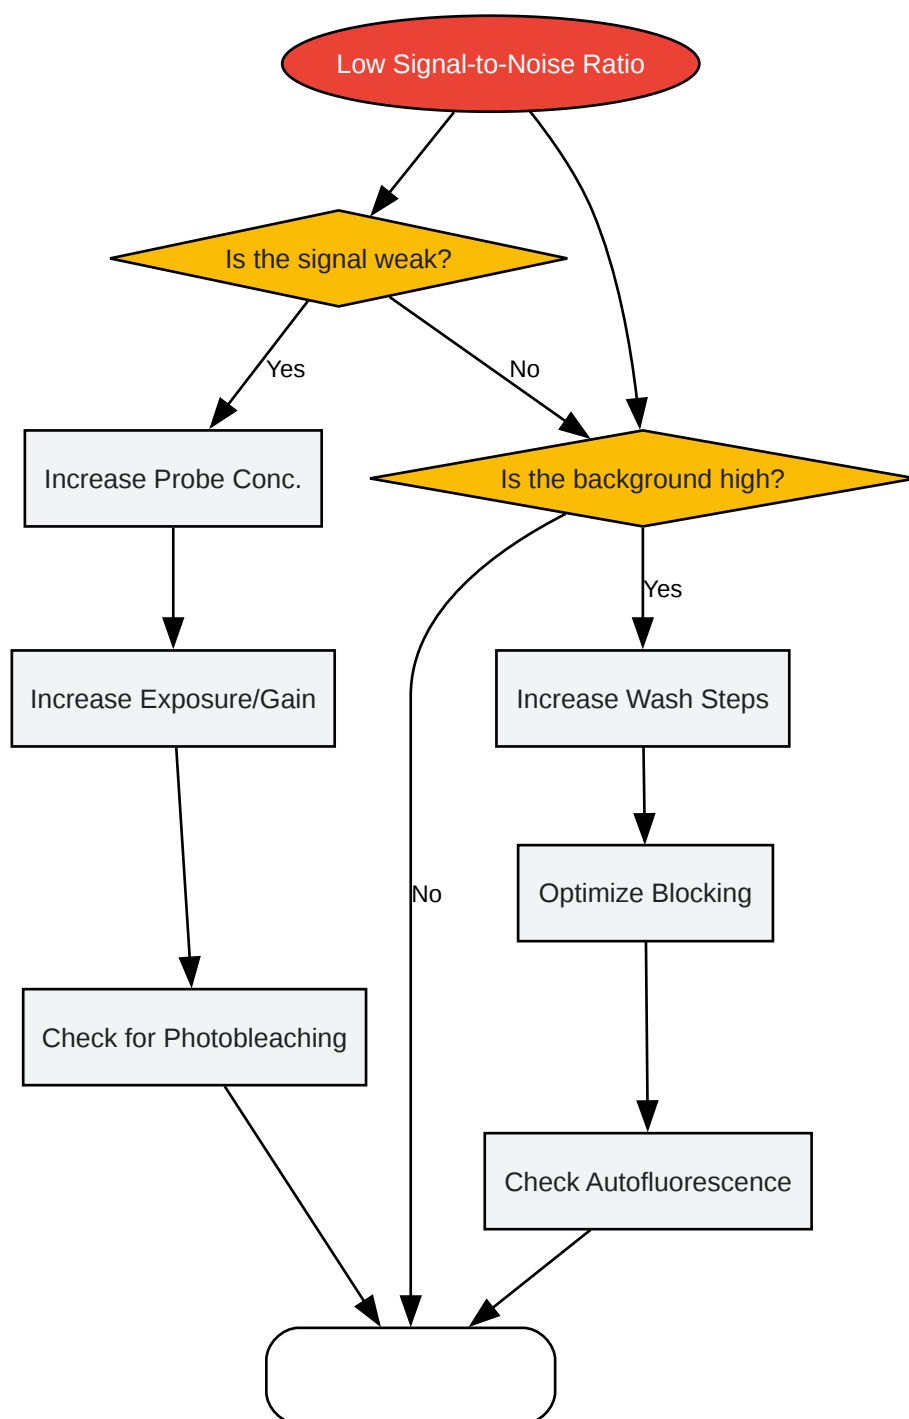 Low Signal-to-Noise Ratio
Is the signal weak?
Yes
No
Increase Probe Conc.
Is the background high?
Yes
Increase Exposure/Gain
Increase Wash Steps
No
Optimize Blocking
Check for Photobleaching
Check Autofluorescence